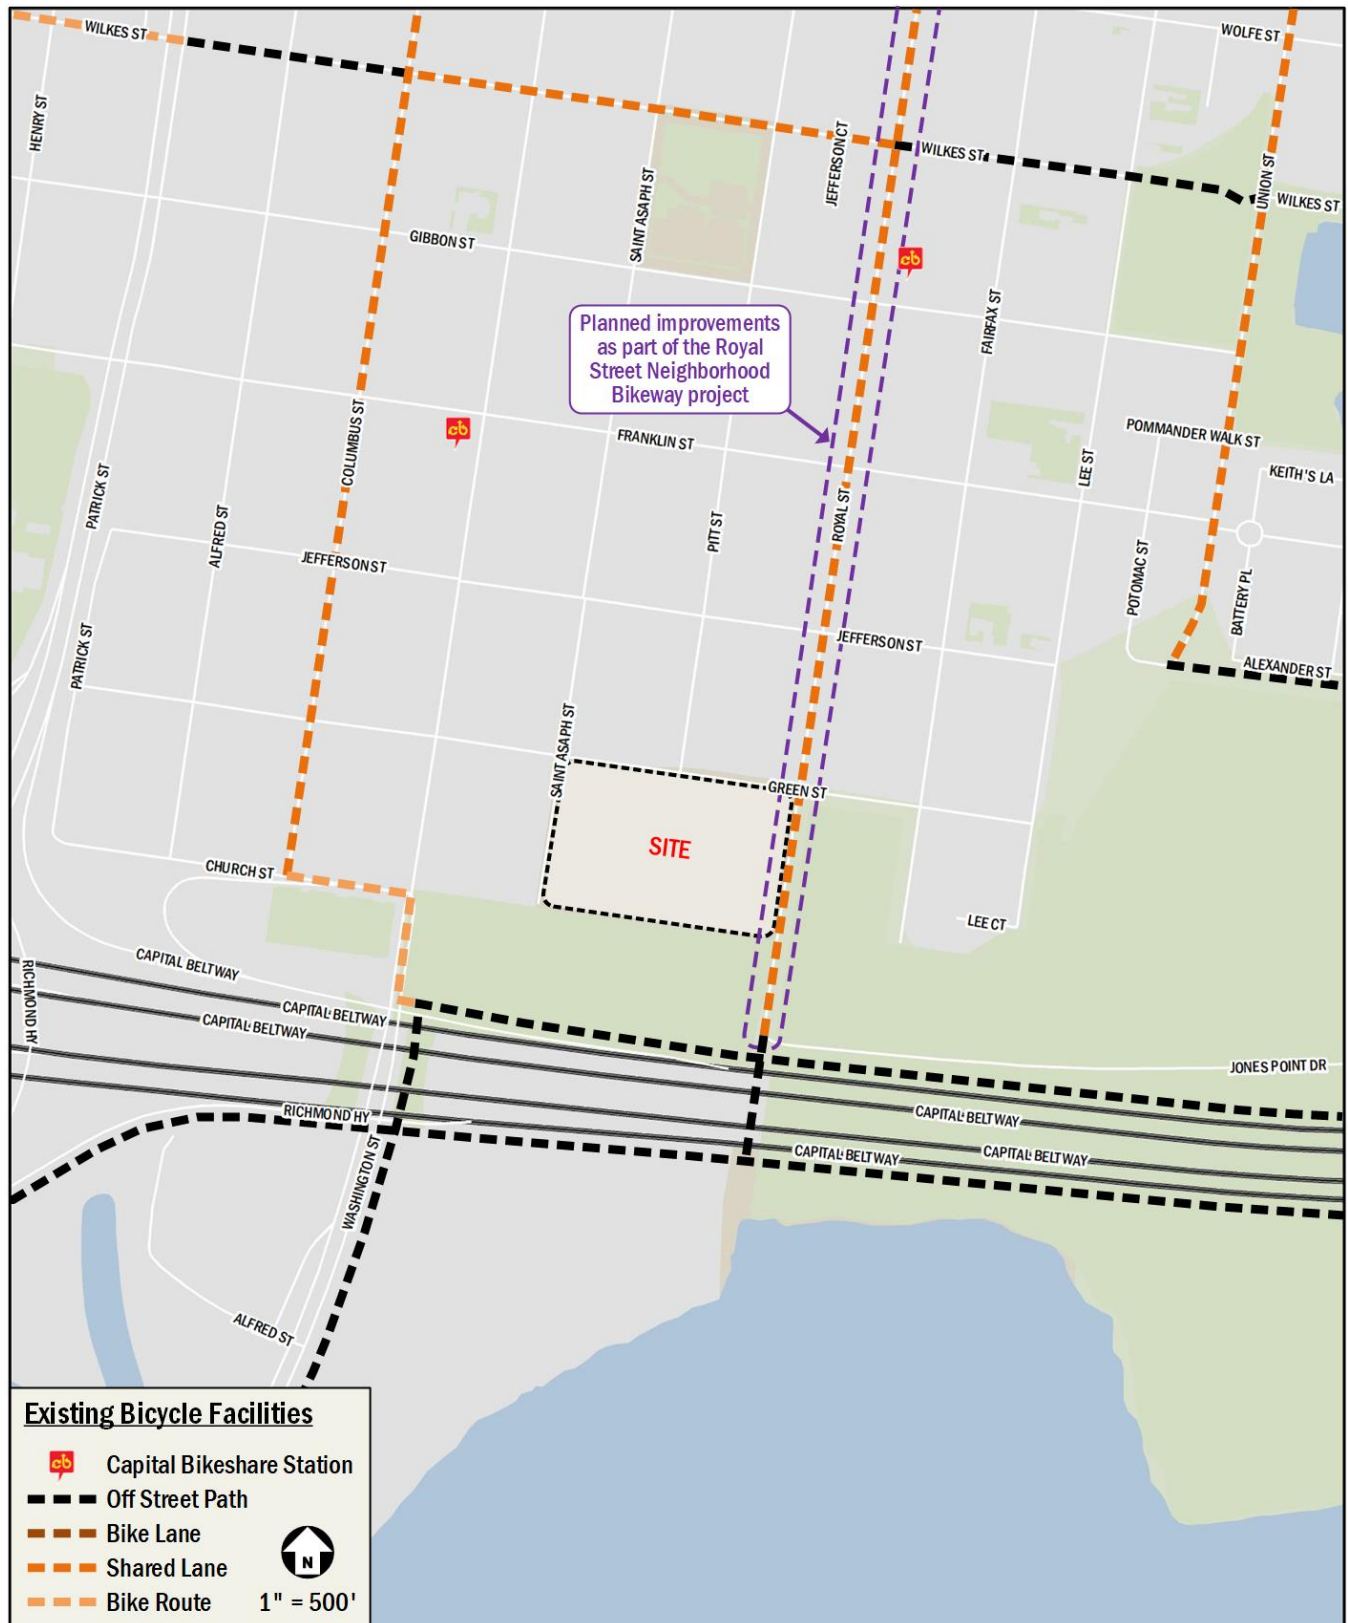 WILKES ST
WOLFE ST
HENRY ST
JEFFERSON CT
WILKES ST
UNION ST
WILKES ST
SAINT ASAPH ST
GIBBON ST
cb
FAIRFAX ST
Planned improvements
as part of the Royal
Street Neighborhood
Bikeway project
COLUMBUS ST
cb
FRANKLIN ST
POMMANDER WALK ST
LEE ST
KEITH'S LA
PATRICK ST
ALFRED ST
PITT ST
ROYAL ST
JEFFERSON ST
POTOMAC ST
BATTERY PL
PATRICK ST
JEFFERSON ST
ALEXANDER ST
SAINT ASAPH ST
GREEN ST
SITE
CHURCH ST
LEE CT
CAPITAL BELTWAY
RICHMOND HY
CAPITAL BELTWAY
CAPITAL BELTWAY
JONES POINT DR
RICHMOND HY
CAPITAL BELTWAY
CAPITAL BELTWAY
CAPITAL BELTWAY
WASHINGTON ST
ALFRED ST
Existing Bicycle Facilities
cb Capital Bikeshare Station
Off Street Path
Bike Lane
Shared Lane
N
Bike Route 1" = 500'